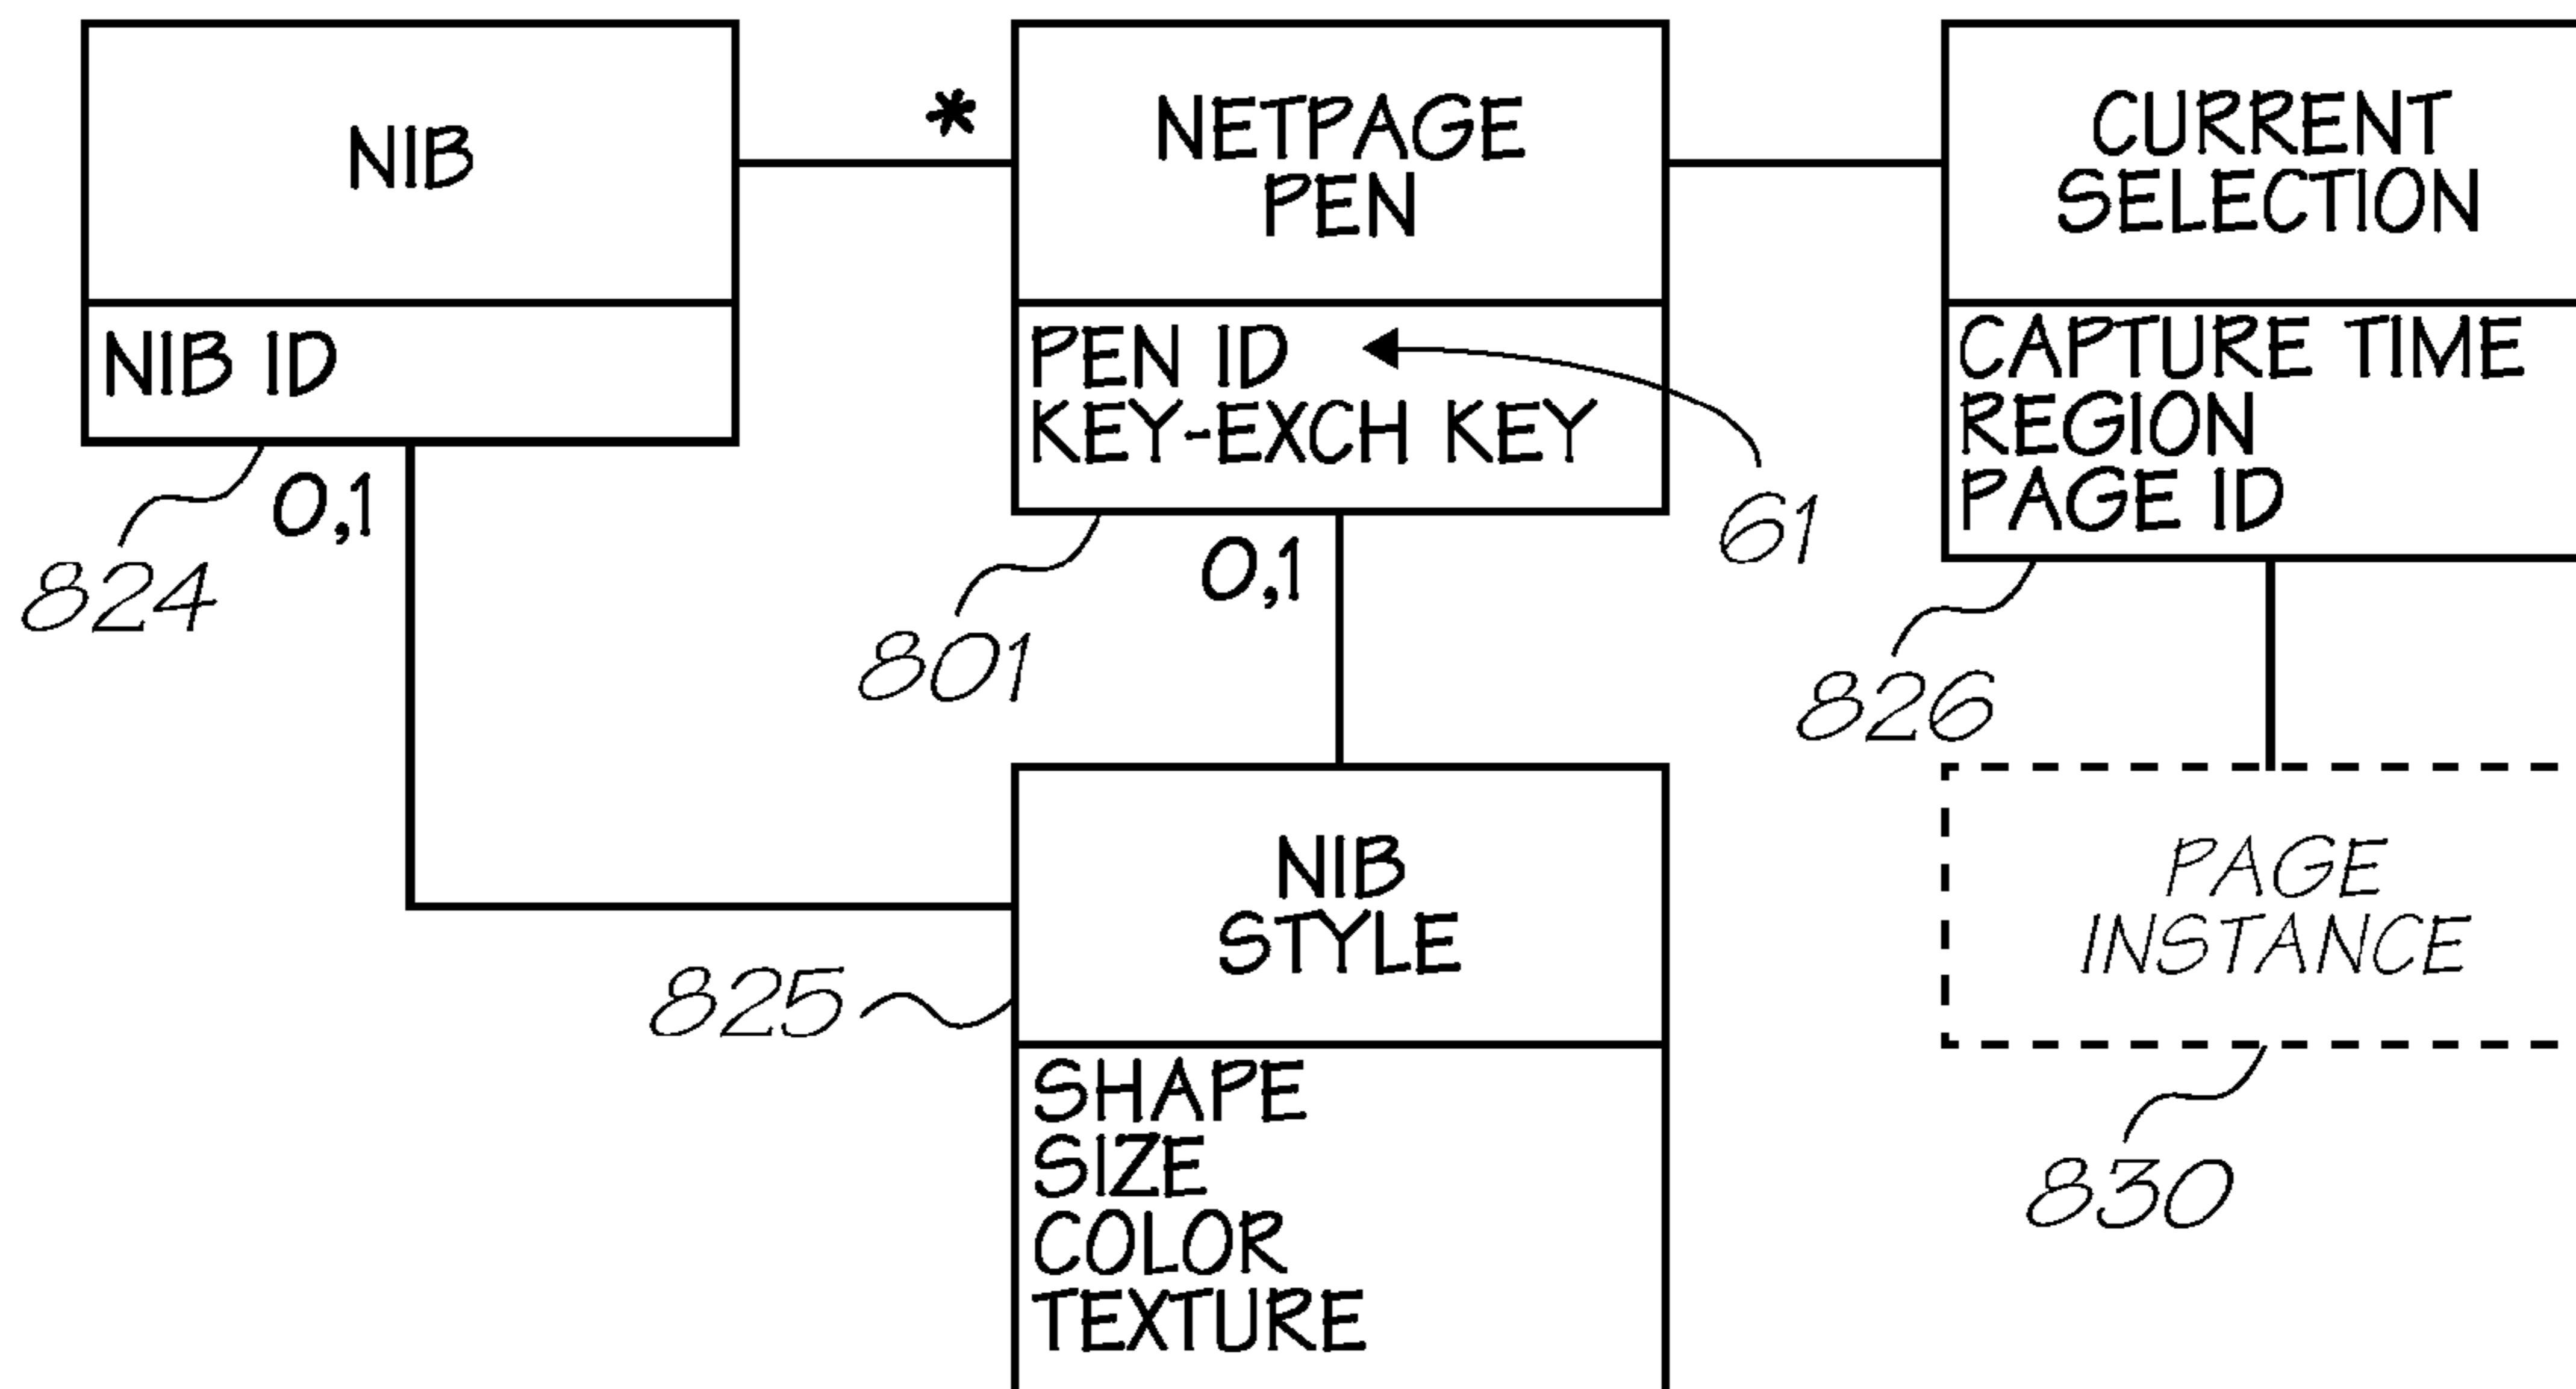 NIB
NIB ID
824
0,1
*
NETPAGE
PEN
PEN ID
KEY-EXCH KEY
61
801
0,1
CURRENT
SELECTION
CAPTURE TIME
REGION
PAGE ID
826
NIB
STYLE
825
SHAPE
SIZE
COLOR
TEXTURE
PAGE
INSTANCE
830